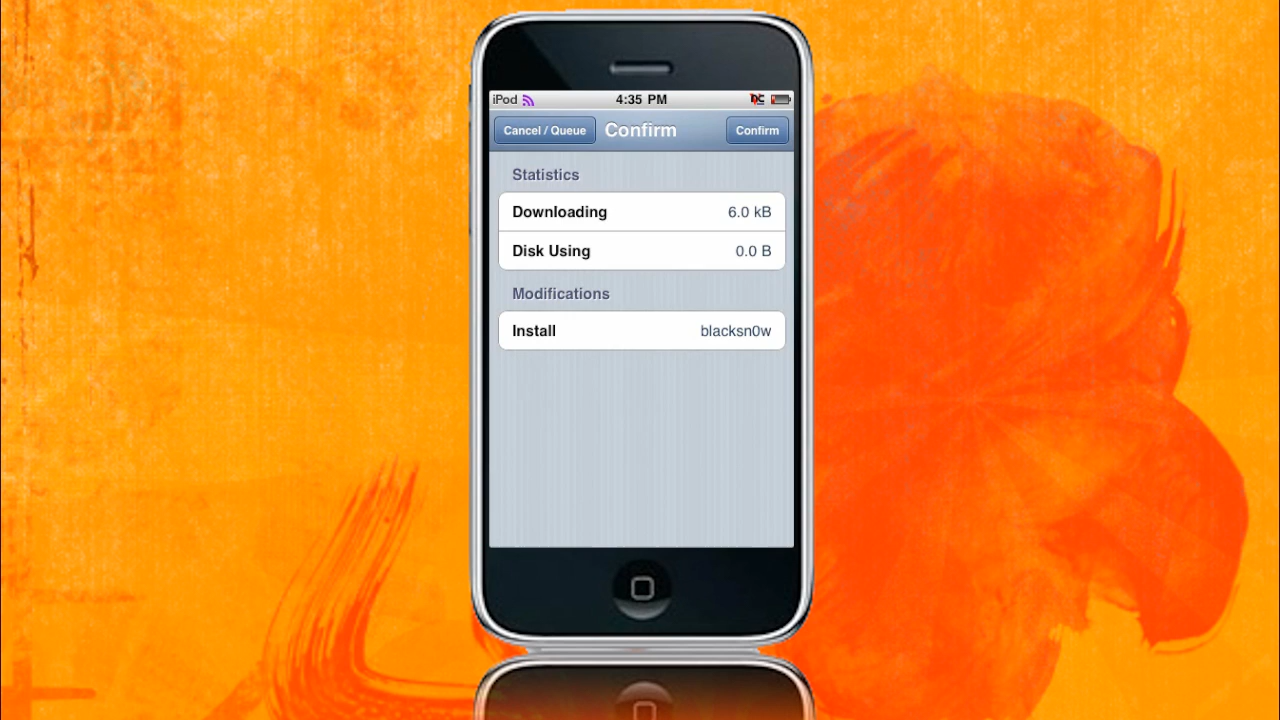 iPod 4:35 PM
Cancel / Queue Confirm Confirm
Statistics
Downloading 6.0 kB
Disk Using 0.0 B
Modifications
Install blacksn0w